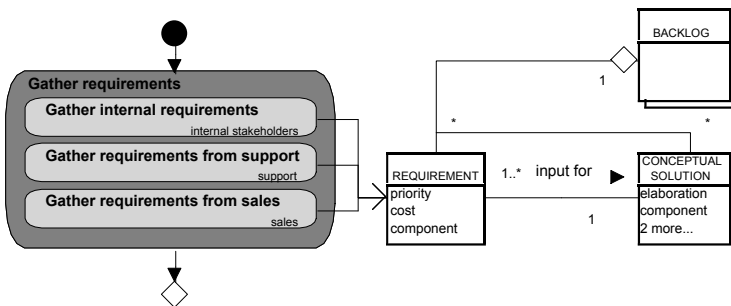 BACKLOG
1
Gather requirements
Gather internal requirements
internal stakeholders
* *
Gather requirements from support
support
REQUIREMENT 1..* input for CONCEPTUAL
SOLUTION
priority
cost
component
elaboration
component
2 more...
1
Gather requirements from sales
sales